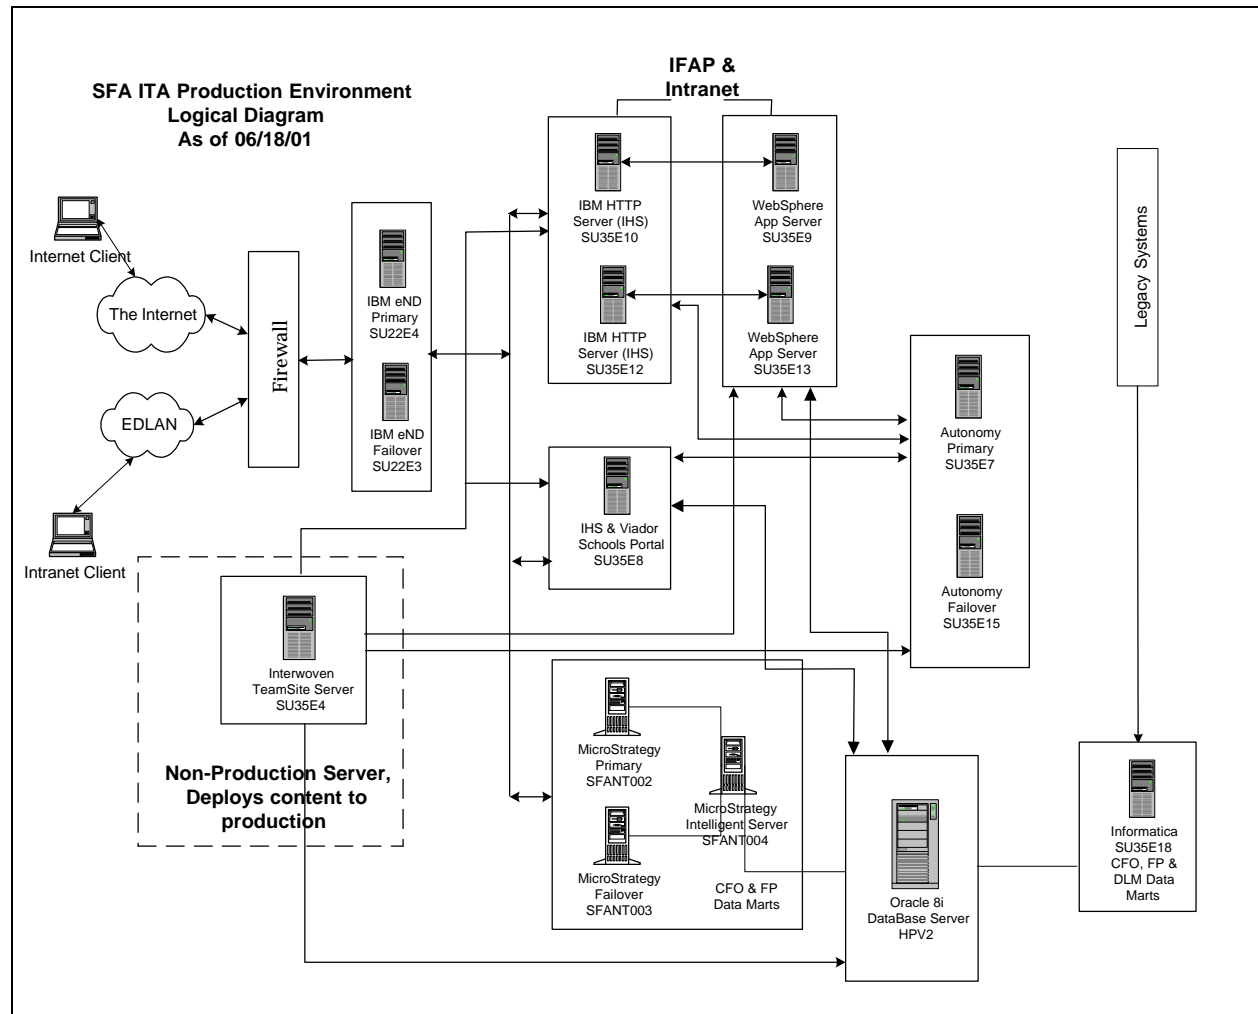 SFA ITA Production Environment
Logical Diagram
As of 06/18/01
IFAP &
Intranet
Internet Client
The Internet
EDLAN
Intranet Client
Firewall
IBM eND
Primary
SU22E4
IBM eND
Failover
SU22E3
IBM HTTP
Server (IHS)
SU35E10
IBM HTTP
Server (IHS)
SU35E12
WebSphere
App Server
SU35E9
WebSphere
App Server
SU35E13
Legacy Systems
Autonomy
Primary
SU35E7
Autonomy
Failover
SU35E15
IHS & Viador
Schools Portal
SU35E8
Interwoven
TeamSite Server
SU35E4
Non-Production Server,
Deploys content to
production
MicroStrategy
Primary
SFANT002
MicroStrategy
Failover
SFANT003
MicroStrategy
Intelligent Server
SFANT004
CFO & FP
Data Marts
Oracle 8i
DataBase Server
HPV2
Informatica
SU35E18
CFO, FP &
DLM Data
Marts